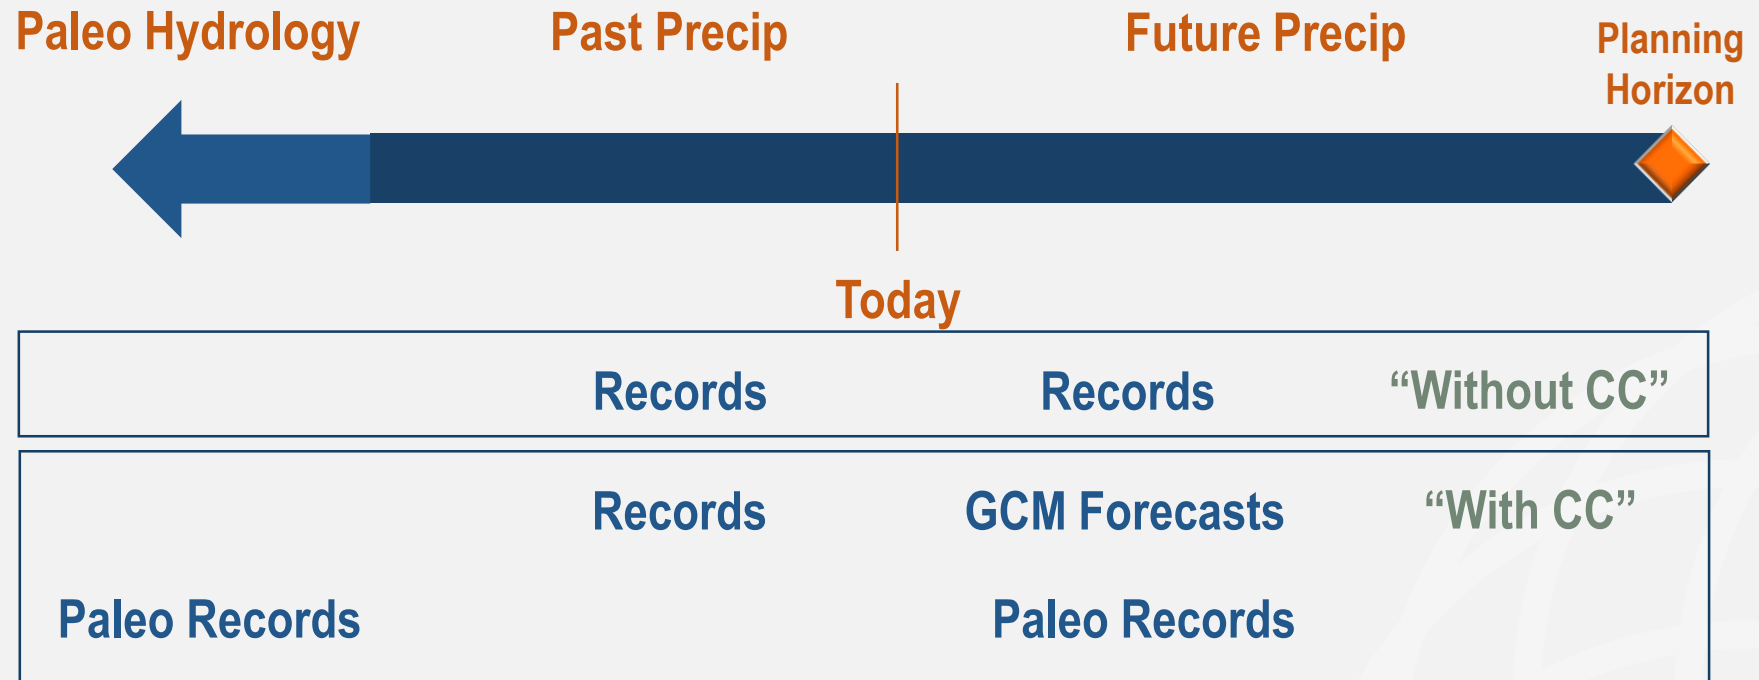 Paleo Hydrology
Past Precip
Future Precip
Planning
Horizon
Today
Records
Records
“Without CC”
Records
GCM Forecasts
“With CC”
Paleo Records
Paleo Records